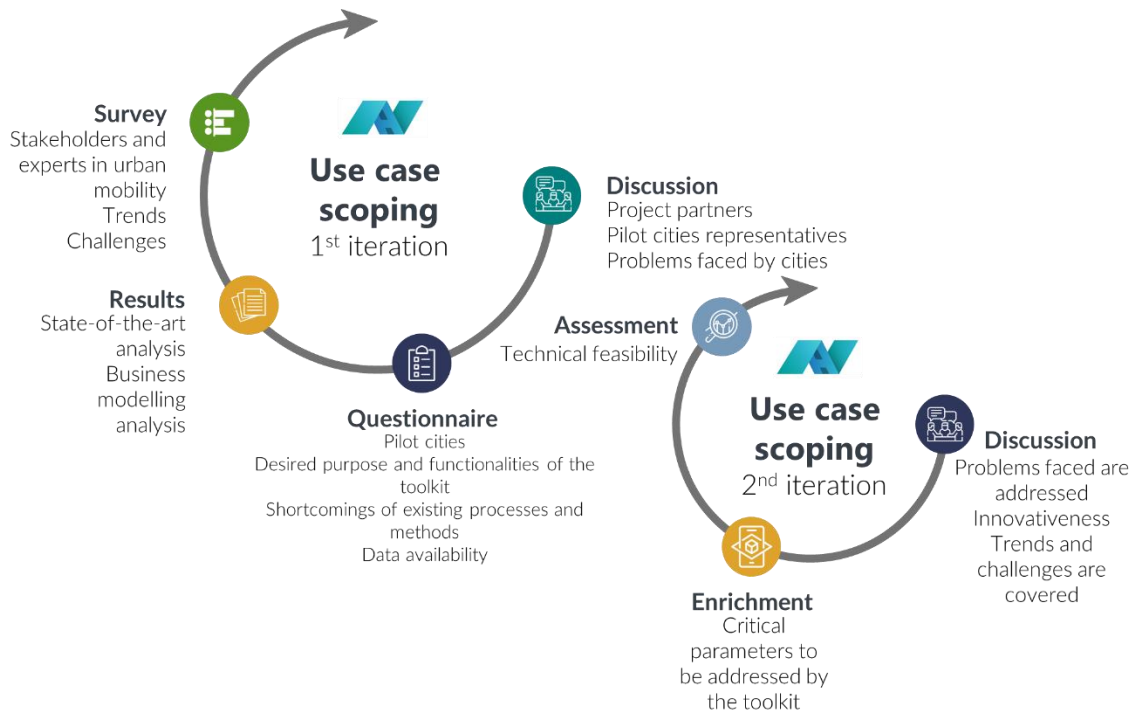 Survey
Stakeholders and
experts in urban
mobility
Trends
Challenges
Use case
scoping
1st iteration
Discussion
Project partners
Pilot cities representatives
Problems faced by cities
Results
State-of-the-art
analysis
Business
modelling
analysis
Questionnaire
Pilot cities
Desired purpose and functionalities of the
toolkit
Shortcomings of existing processes and
methods
Data availability
Assessment
Technical feasibility
Use case
scoping
2nd iteration
Discussion
Problems faced are
addressed
Innovativeness
Trends and
challenges are
covered
Enrichment
Critical
parameters to
be addressed by
the toolkit